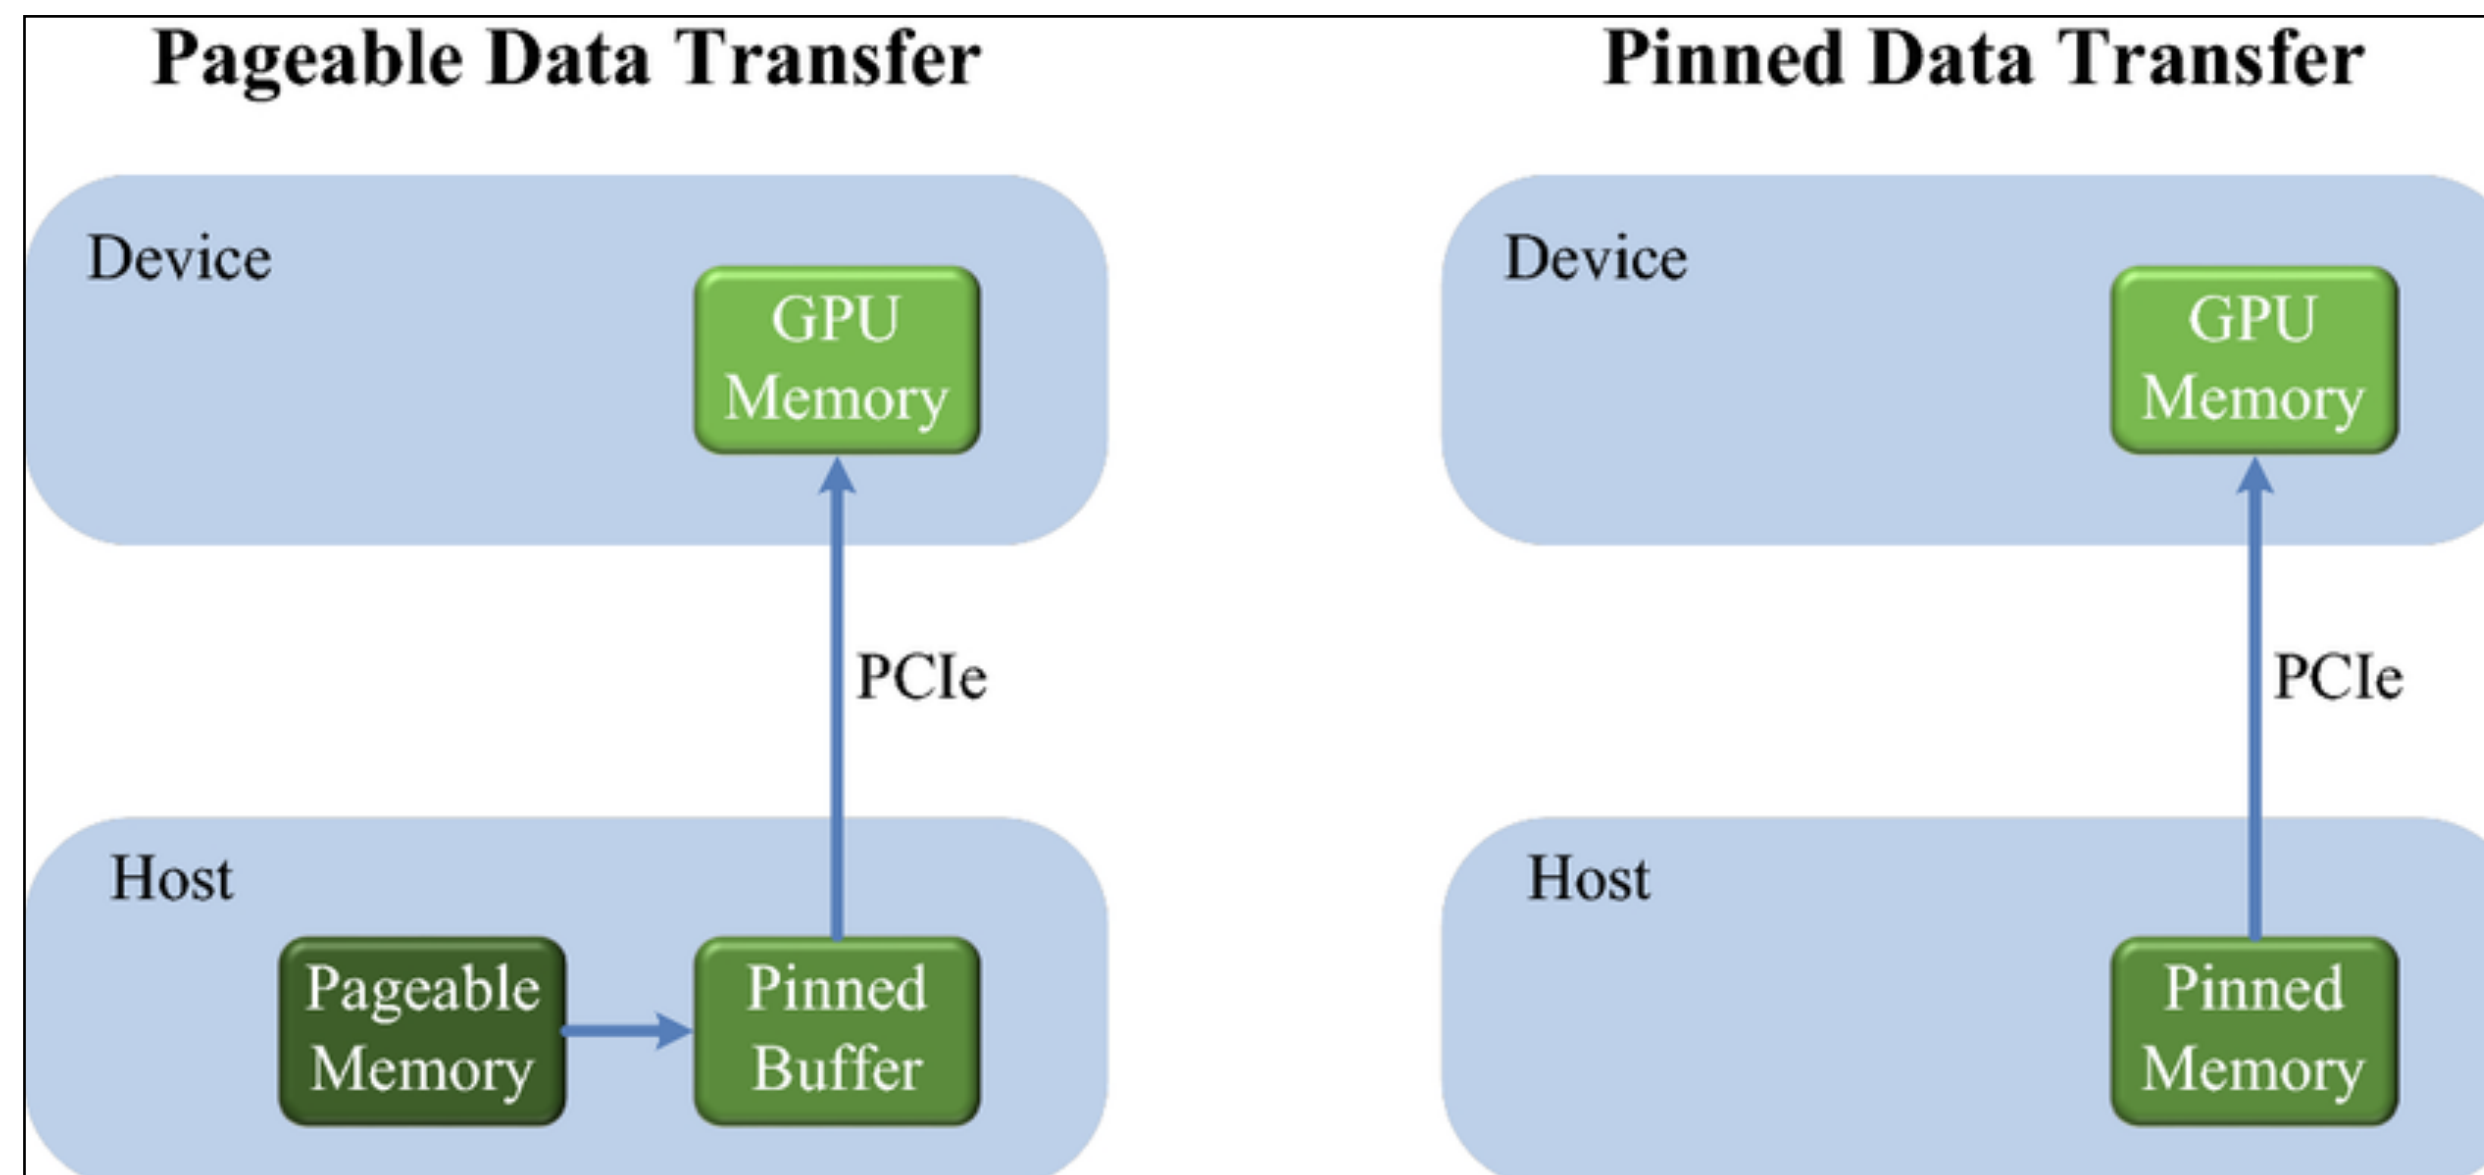 Pageable Data Transfer
Device
GPU
Memory
PCIe
Host
Pageable
Memory
Pinned
Buffer
Pinned Data Transfer
Device
GPU
Memory
PCIe
Host
Pinned
Memory